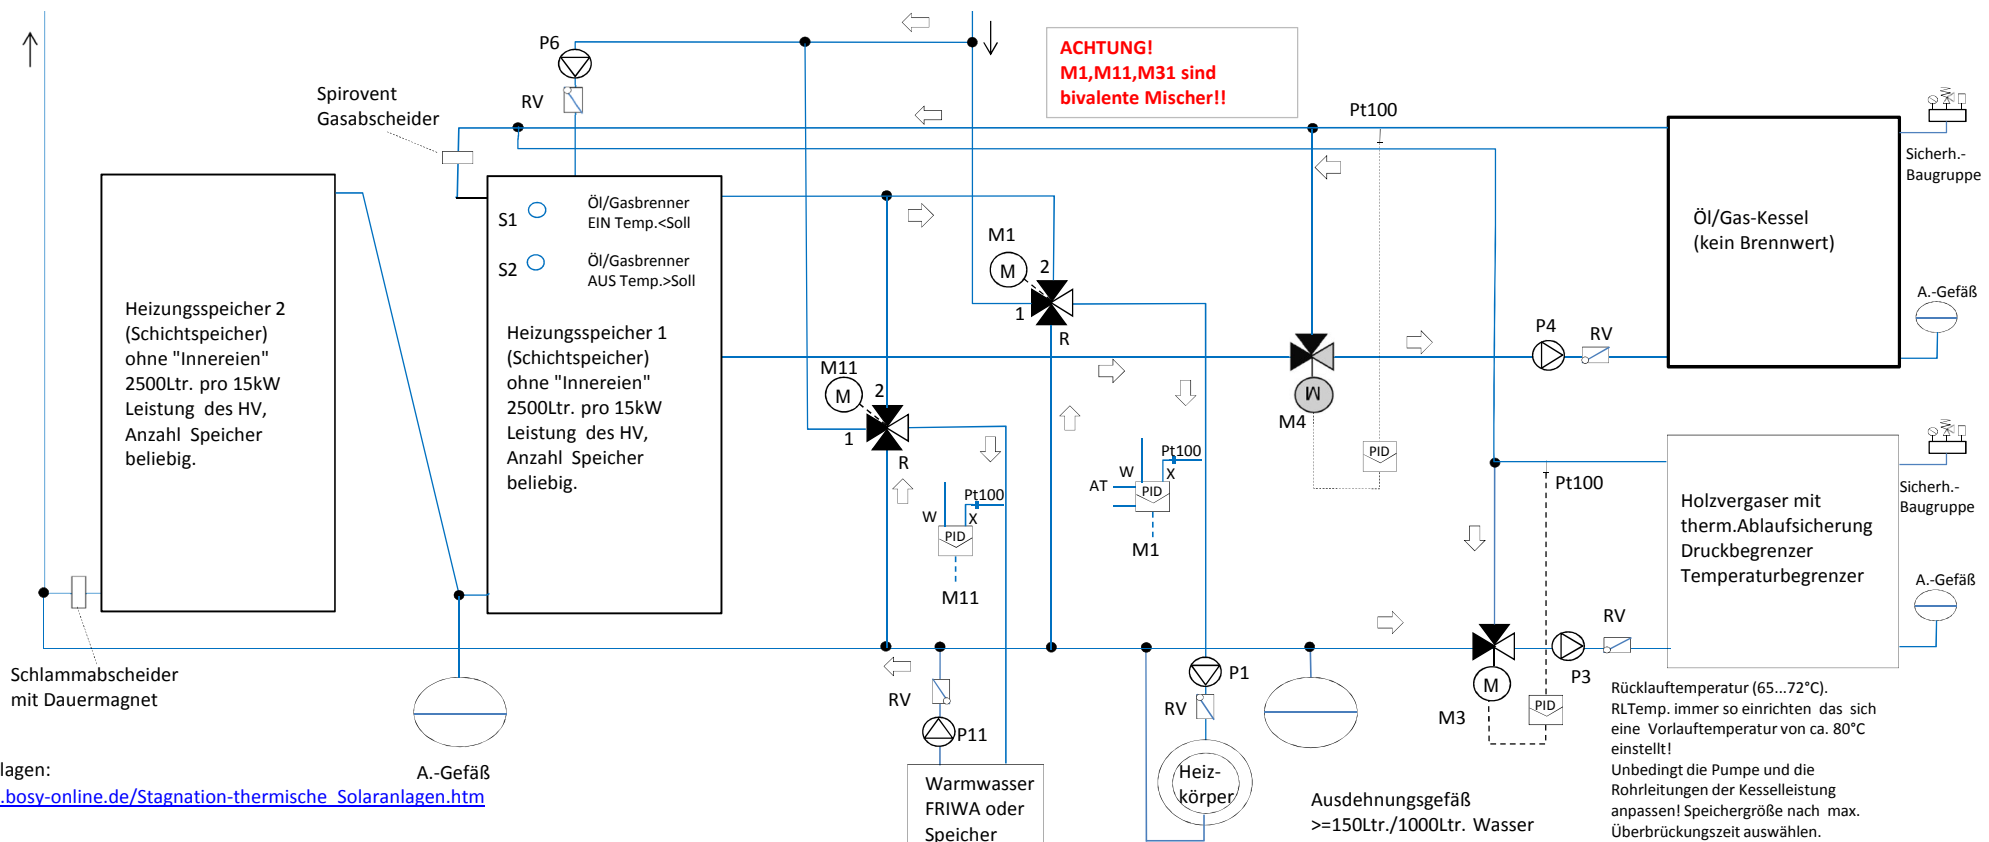 P6
RV
Spirovent
Gasabscheider
ACHTUNG!
M1,M11,M31 sind
bivalente Mischer!!
Pt100
Sicherh.-
Baugruppe
Öl/Gas-Kessel
(kein Brennwert)
A.-Gefäß
S1
Öl/Gasbrenner
EIN Temp.<Soll
S2
Öl/Gasbrenner
AUS Temp.>Soll
M1
M
2
1
R
Heizungsspeicher 2
(Schichtspeicher)
ohne "Innereien"
2500Ltr. pro 15kW
Leistung des HV,
Anzahl Speicher
beliebig.
Heizungsspeicher 1
(Schichtspeicher)
ohne "Innereien"
2500Ltr. pro 15kW
Leistung des HV,
Anzahl Speicher
beliebig.
M11
M
2
1
R
P4
RV
M
M4
PID
Pt100
W
X
AT
PID
M1
Pt100
W
X
PID
M11
Pt100
Holzvergaser mit
therm.Ablaufsicherung
Druckbegrenzer
Temperaturbegrenzer
Sicherh.-
Baugruppe
A.-Gefäß
Schlammabscheider
mit Dauermagnet
A.-Gefäß
RV
P11
P1
RV
Heiz-
körper
Warmwasser
FRIWA oder
Speicher
M
M3
PID
P3
RV
Ausdehnungsgefäß
>=150Ltr./1000Ltr. Wasser
Rücklauftemperatur (65...72°C).
RLTemp. immer so einrichten das sich
eine Vorlauftemperatur von ca. 80°C
einstellt!
Unbedingt die Pumpe und die
Rohrleitungen der Kesselleistung
anpassen! Speichergröße nach max.
Überbrückungszeit auswählen.
lagen:
.bosy-online.de/Stagnation-thermische_Solaranlagen.htm